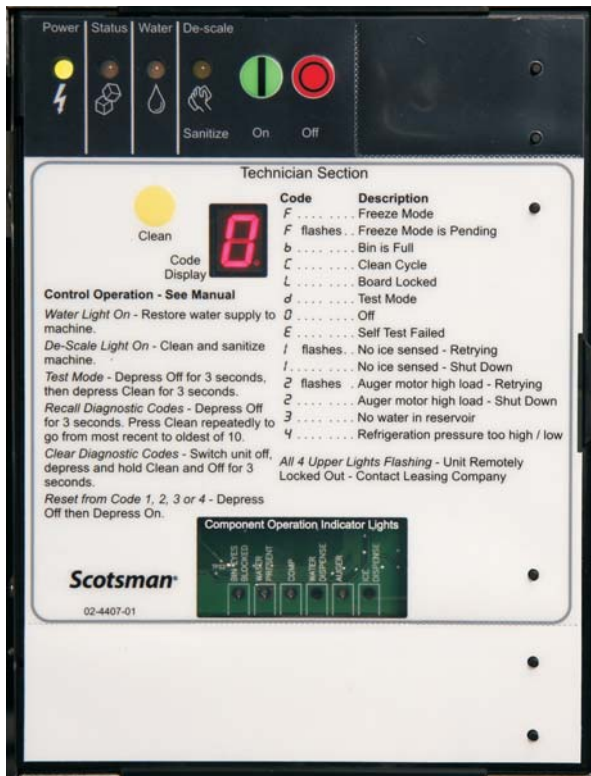 Power Status Water De-scale
Sanitize On Off
Technician Section
Clean
Code
Display
0
Code Description
F ........ Freeze Mode
F flashes .. Freeze Mode is Pending
b ........ Bin is Full
C ........ Clean Cycle
L ........ Board Locked
d ........ Test Mode
0 ........ Off
E ........ Self Test Failed
1 flashes .. No ice sensed - Retrying
1 ........ No ice sensed - Shut Down
2 flashes .. Auger motor high load - Retrying
2 ........ Auger motor high load - Shut Down
3 ........ No water in reservoir
4 ........ Refrigeration pressure too high / low
All 4 Upper Lights Flashing - Unit Remotely
Locked Out - Contact Leasing Company
Control Operation - See Manual
Water Light On - Restore water supply to
machine.
De-Scale Light On - Clean and sanitize
machine.
Test Mode - Depress Off for 3 seconds,
then depress Clean for 3 seconds.
Recall Diagnostic Codes - Depress Off
for 3 seconds. Press Clean repeatedly to
go from most recent to oldest of 10.
Clear Diagnostic Codes - Switch unit off,
depress and hold Clean and Off for 3
seconds.
Reset from Code 1, 2, 3 or 4 - Depress
Off then Depress On.
Component Operation Indicator Lights
BIN EYES
BLOCKED
WATER
PRESENT
COMP
WATER
DISPENSE
AUGER
ICE
DISPENSE
Scotsman
02-4407-01